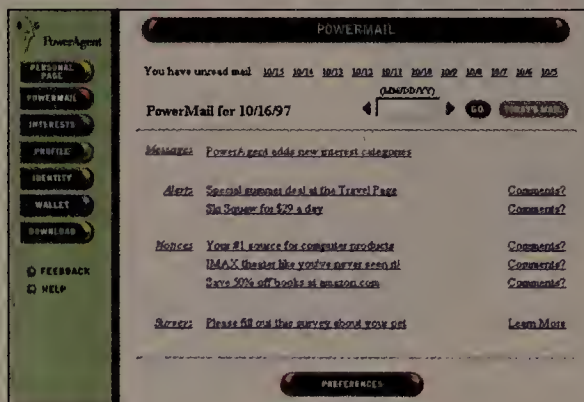 PowerAgent
PERSONAL PAGE
POWERMAIL
INTERESTS
PROFILE
IDENTITY
WALLET
DOWNLOAD
FEEDBACK
HELP
POWERMAIL
You have unread mail 10/15 10/14 10/13 10/12 10/11 10/10 10/9 10/8 10/7 10/6 10/5
(MM/DD/YY)
PowerMail for 10/16/97 GO TODAY'S MAIL
Messages: PowerAgent adds new interest categories
Alerts: Special summer deal at the Travel Page Comments?
Ski Squaw for $29 a day Comments?
Notices: Your #1 source for computer products Comments?
IMAX theater like you've never seen it! Comments?
Save 50% off books at amazon.com Comments?
Surveys: Please fill out this survey about your pet Learn More
PREFERENCES